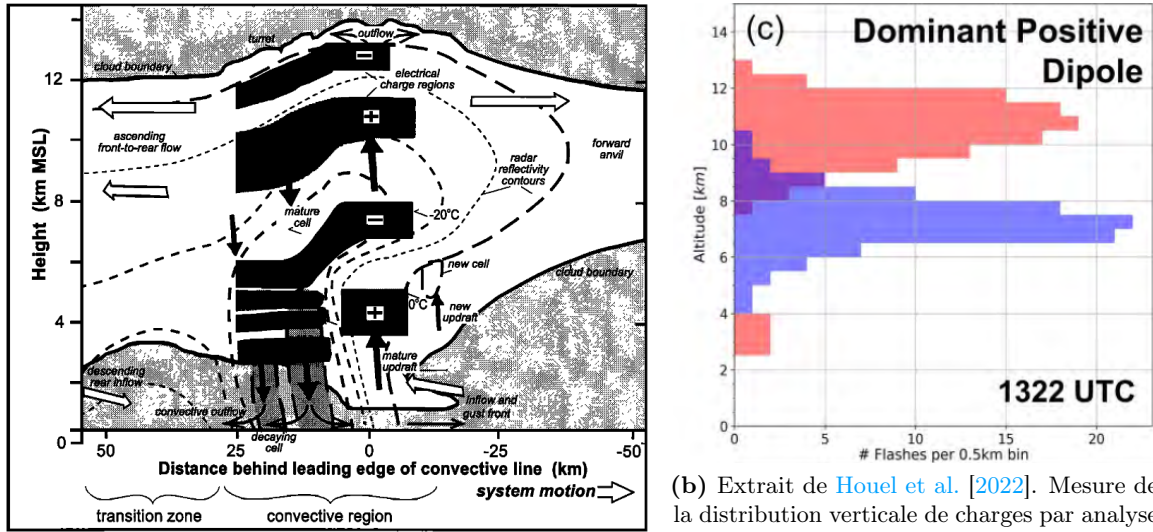 turret
outflow
cloud boundary
12
electrical
charge regions
ascending
front-to-rear flow
forward
anvil
radar
reflectivity
contours
Height (km MSL)
8
mature
cell
-20°C
new cell
cloud boundary
0°C
new
updraft
4
mature
updraft
descending
rear inflow
inflow and
gust front
convective outflow
decaying
cell
0
50
25
0
-25
-50
Distance behind leading edge of convective line (km)
system motion
transition zone
convective region
(c)
Dominant Positive
Dipole
14
12
10
8
6
4
2
0
Altitude [km]
1322 UTC
0
5
10
15
20
# Flashes per 0.5km bin
(b) Extrait de Houel et al. [2022]. Mesure de
la distribution verticale de charges par analyse